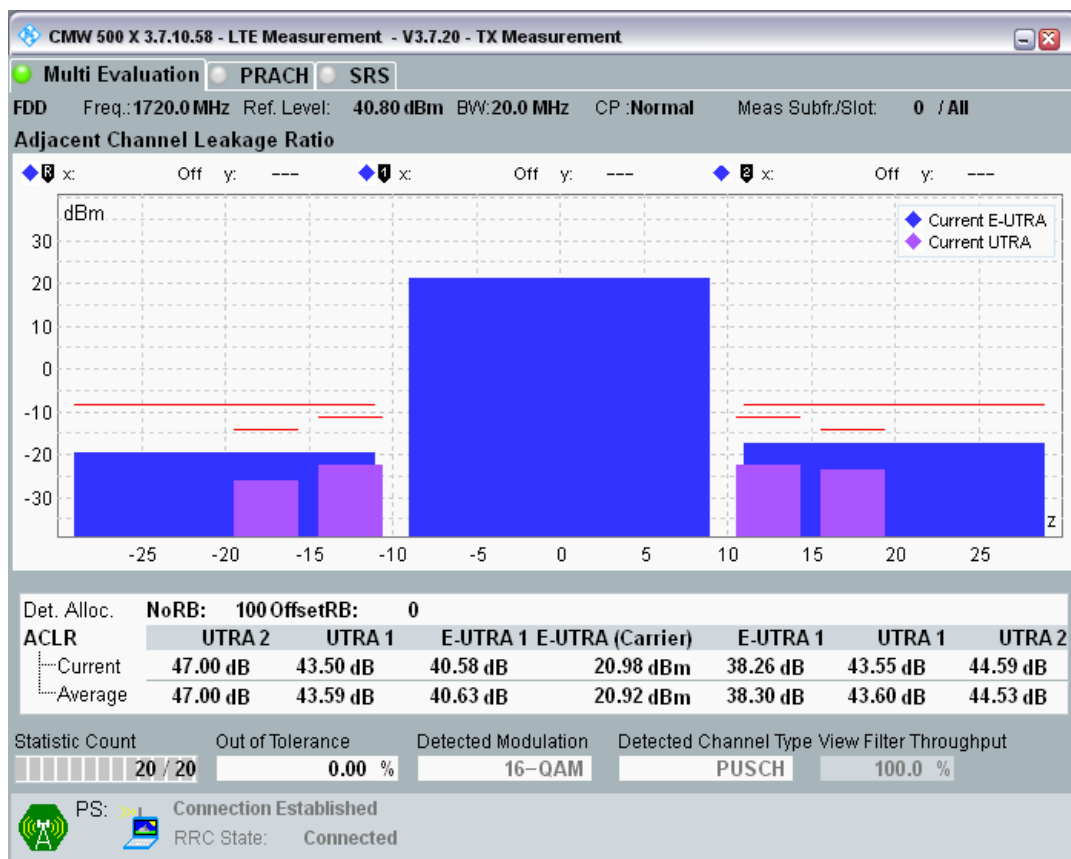 CMW 500 X 3.7.10.58 - LTE Measurement - V3.7.20 - TX Measurement
Multi Evaluation PRACH SRS
FDD Freq.: 1720.0 MHz Ref. Level: 40.80 dBm BW: 20.0 MHz CP : Normal Meas Subfr./Slot: 0 / All
Adjacent Channel Leakage Ratio
R x: Off y: --- 1 x: Off y: --- 2 x: Off y: ---
dBm
Current E-UTRA
Current UTRA
30
20
10
0
-10
-20
-30
z
-25 -20 -15 -10 -5 0 5 10 15 20 25
Det. Alloc. NoRB: 100 OffsetRB: 0
ACLR UTRA 2 UTRA 1 E-UTRA 1 E-UTRA (Carrier) E-UTRA 1 UTRA 1 UTRA 2
Current 47.00 dB 43.50 dB 40.58 dB 20.98 dBm 38.26 dB 43.55 dB 44.59 dB
Average 47.00 dB 43.59 dB 40.63 dB 20.92 dBm 38.30 dB 43.60 dB 44.53 dB
Statistic Count Out of Tolerance Detected Modulation Detected Channel Type View Filter Throughput
20 / 20 0.00 % 16-QAM PUSCH 100.0 %
PS: Connection Established
RRC State: Connected